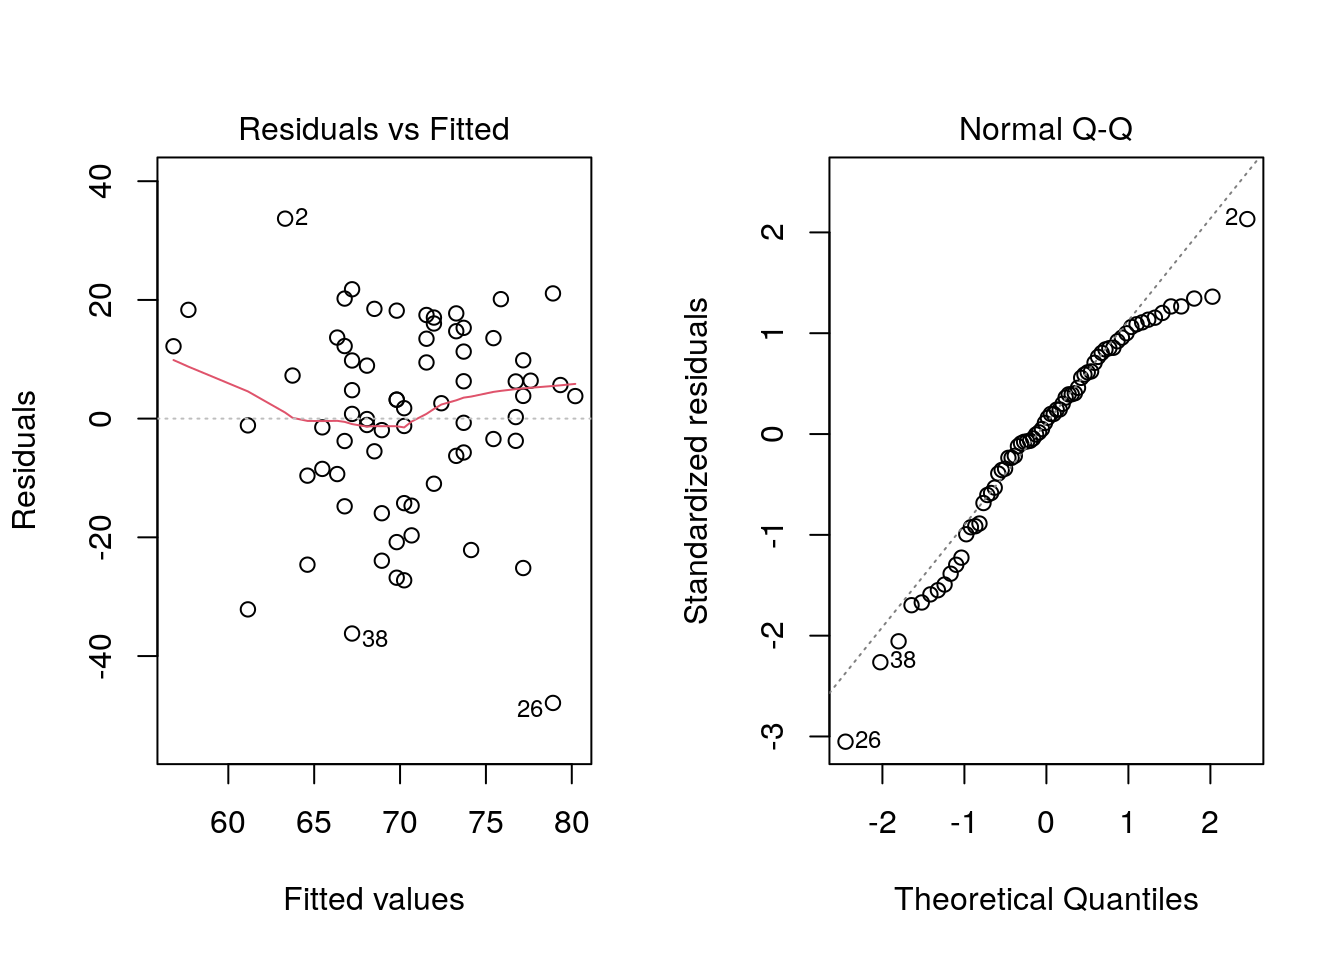 Residuals vs Fitted
Residuals
40
20
0
-20
-40
2
38
26
60 65 70 75 80
Fitted values
Normal Q-Q
Standardized residuals
2
1
0
-1
-2
-3
2
38
26
-2 -1 0 1 2
Theoretical Quantiles